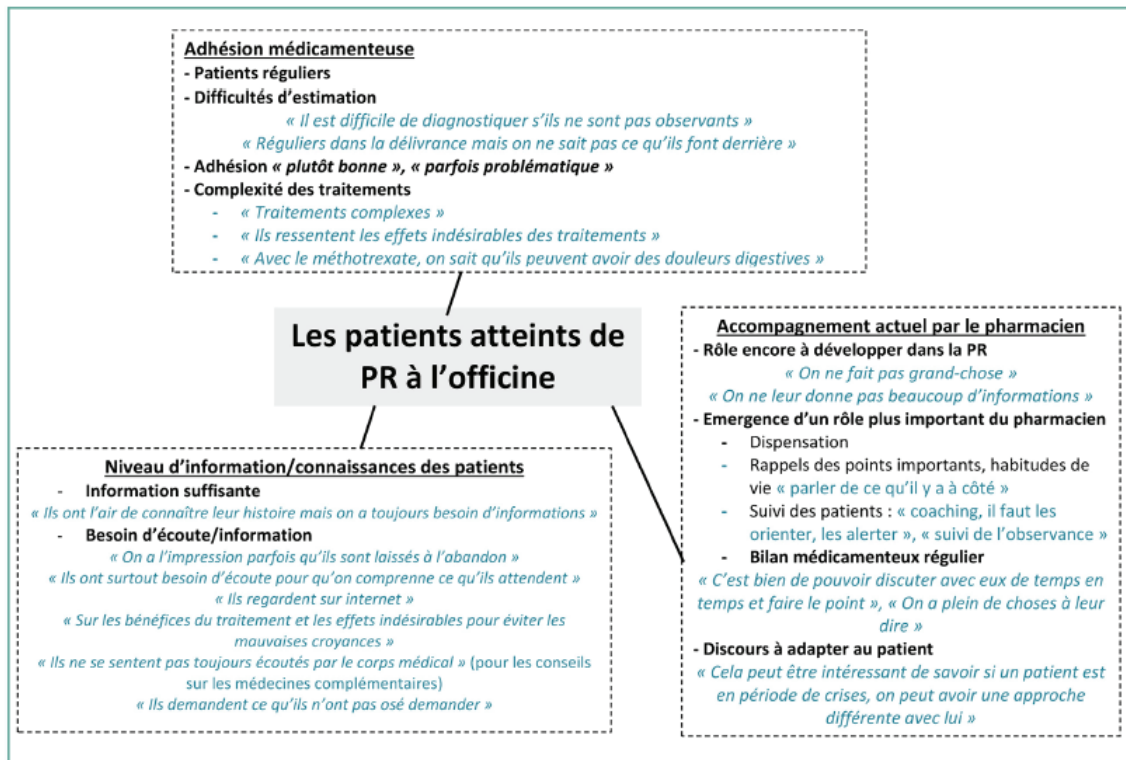 Adhésion médicamenteuse
- Patients réguliers
- Difficultés d'estimation
« Il est difficile de diagnostiquer s'ils ne sont pas observants »
« Réguliers dans la délivrance mais on ne sait pas ce qu'ils font derrière »
- Adhésion « plutôt bonne », « parfois problématique »
- Complexité des traitements
- « Traitements complexes »
- « Ils ressentent les effets indésirables des traitements »
- « Avec le méthotrexate, on sait qu'ils peuvent avoir des douleurs digestives »
Les patients atteints de
PR à l'officine
Niveau d'information/connaissances des patients
- Information suffisante
« Ils ont l'air de connaître leur histoire mais on a toujours besoin d'informations »
- Besoin d'écoute/information
« On a l'impression parfois qu'ils sont laissés à l'abandon »
« Ils ont surtout besoin d'écoute pour qu'on comprenne ce qu'ils attendent »
« Ils regardent sur internet »
« Sur les bénéfices du traitement et les effets indésirables pour éviter les
mauvaises croyances »
« Ils ne se sentent pas toujours écoutés par le corps médical » (pour les conseils
sur les médecines complémentaires)
« Ils demandent ce qu'ils n'ont pas osé demander »
Accompagnement actuel par le pharmacien
- Rôle encore à développer dans la PR
« On ne fait pas grand-chose »
« On ne leur donne pas beaucoup d'informations »
- Emergence d'un rôle plus important du pharmacien
- Dispensation
- Rappels des points importants, habitudes de
vie « parler de ce qu'il y a à côté »
- Suivi des patients : « coaching, il faut les
orienter, les alerter », « suivi de l'observance »
- Bilan médicamenteux régulier
« C'est bien de pouvoir discuter avec eux de temps en
temps et faire le point », « On a plein de choses à leur
dire »
- Discours à adapter au patient
« Cela peut être intéressant de savoir si un patient est
en période de crises, on peut avoir une approche
différente avec lui »